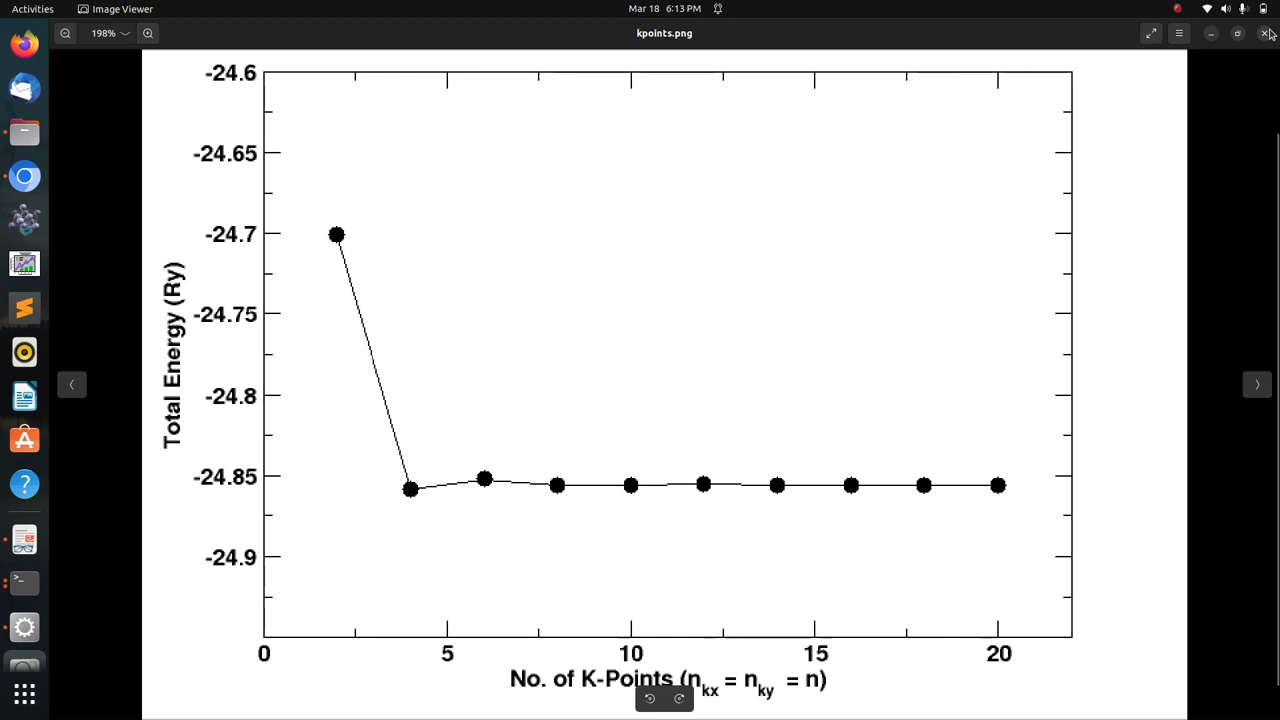 Activities Image Viewer Mar 18 6:13 PM
198% kpoints.png
-24.6
-24.65
-24.7
-24.75
-24.8
-24.85
-24.9
Total Energy (Ry)
0 5 10 15 20
No. of K-Points (nkx = nky = n)